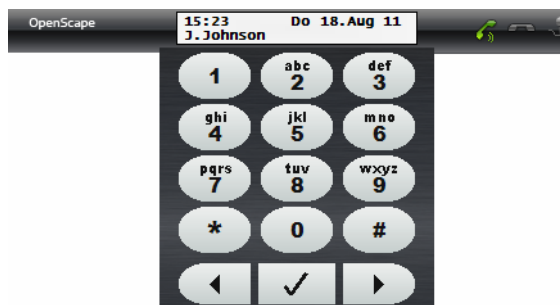 OpenScape
15:23 Do 18.Aug 11
J.Johnson
1 abc 2 def 3
ghi 4 jkl 5 mno 6
pqrs 7 tuv 8 wxyz 9
* 0 #